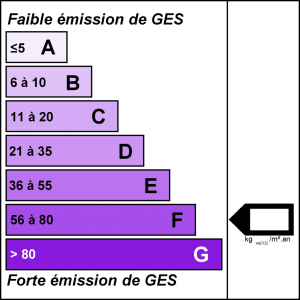 Faible émission de GES
≤5 A
6 à 10 B
11 à 20 C
21 à 35 D
36 à 55 E
56 à 80 F
> 80 G
kg eqCO2 /m².an
Forte émission de GES